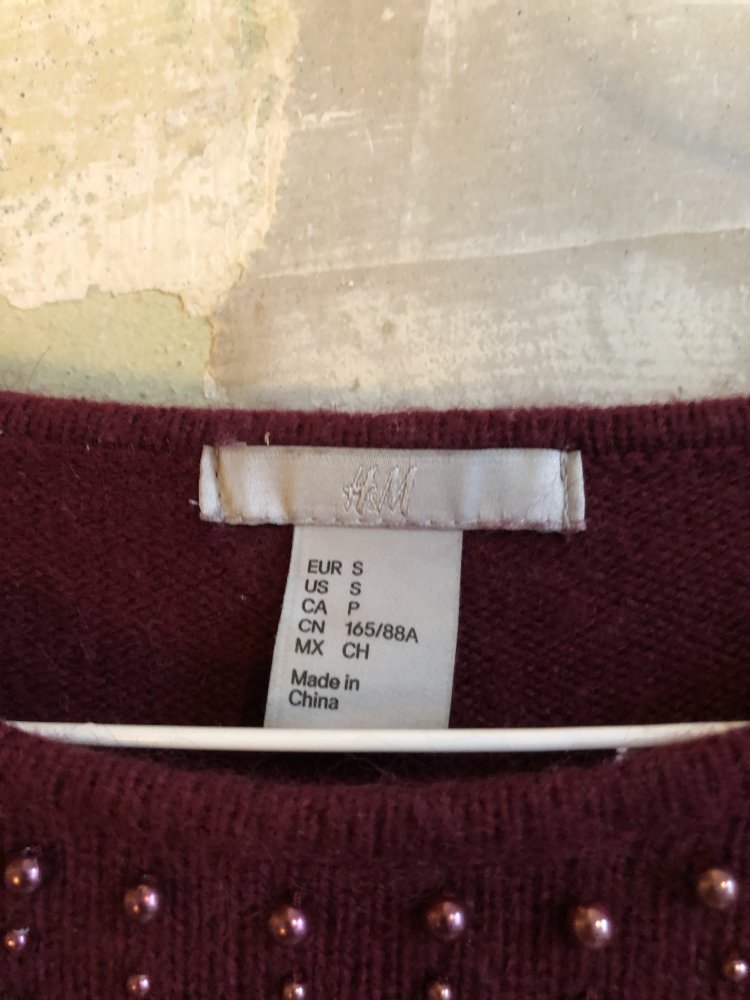 H&M
EUR S
US S
CA P
CN 165/88A
MX CH
Made in
China